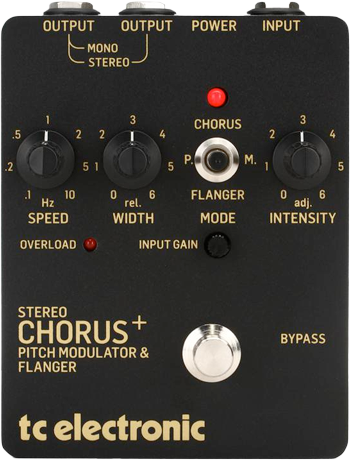 OUTPUT OUTPUT POWER INPUT
MONO
STEREO
CHORUS
1 3 3
.5 5 2 4 2 4
P. M.
.2 5 1 5 1 5
.1 Hz 10 0 rel. 6 FLANGER 0 adj. 6
SPEED WIDTH MODE INTENSITY
OVERLOAD INPUT GAIN
STEREO
CHORUS+
PITCH MODULATOR &
FLANGER
BYPASS
tc electronic